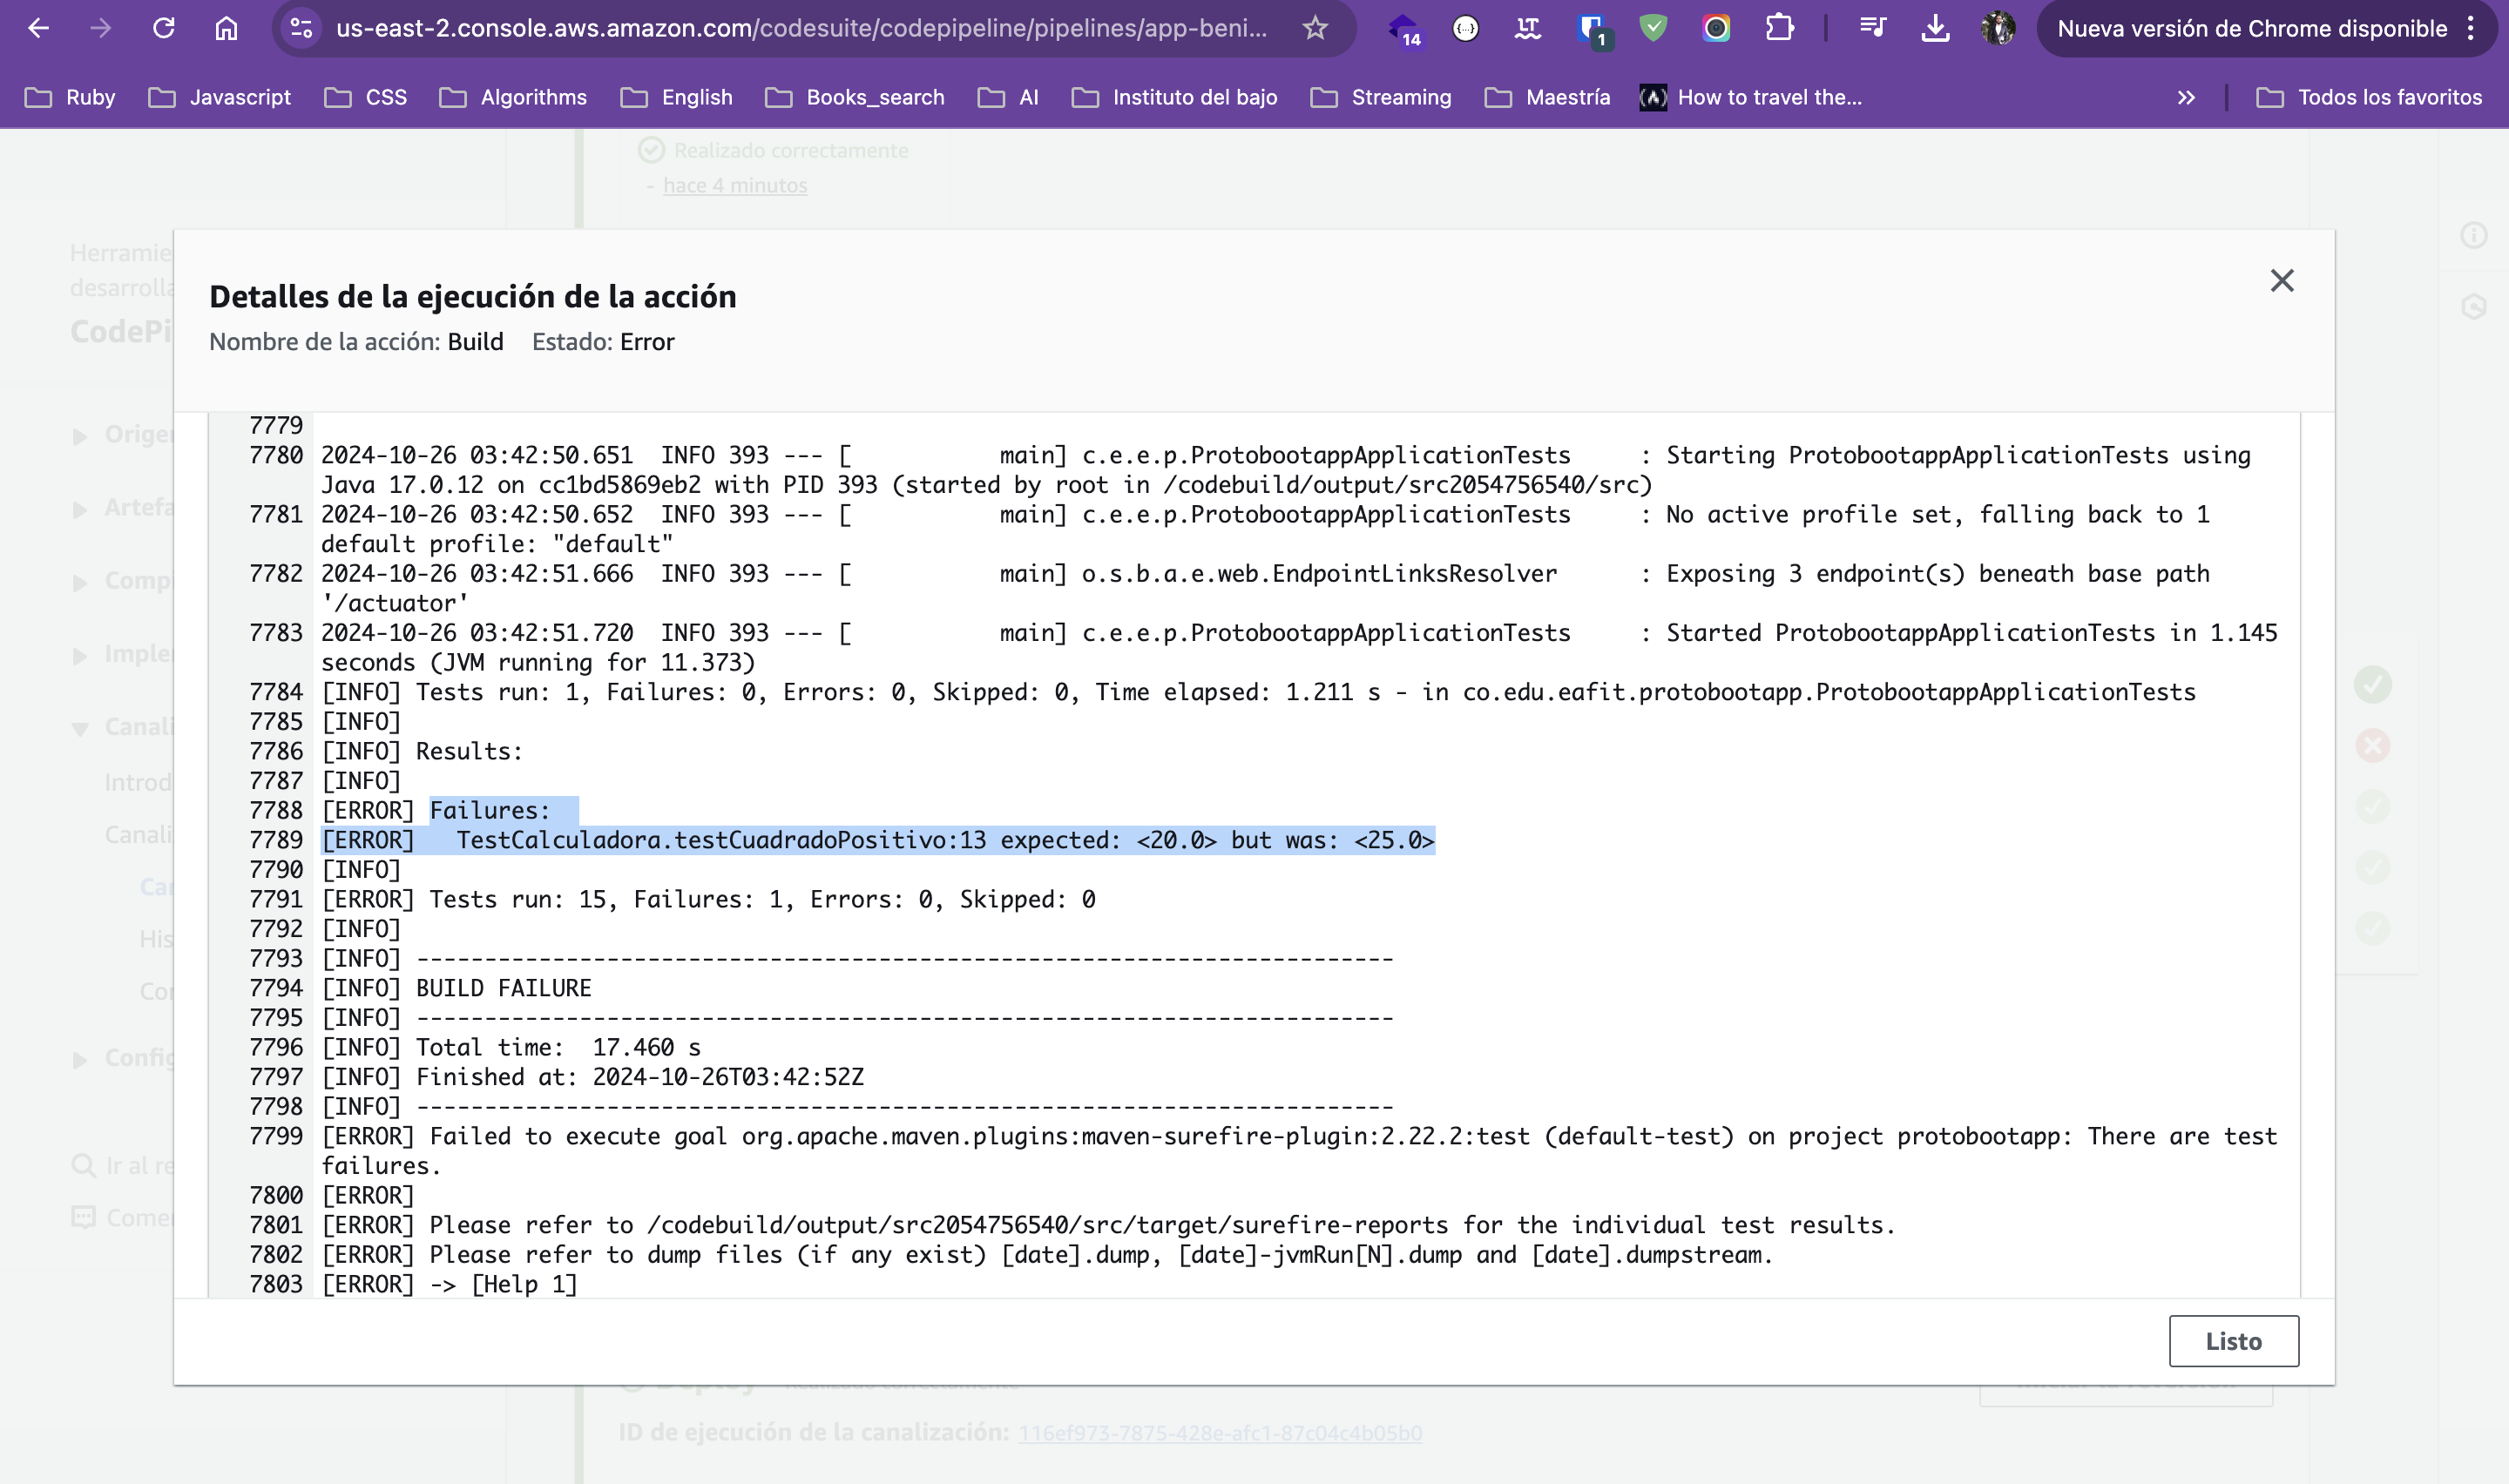 us-east-2.console.aws.amazon.com/codesuite/codepipeline/pipelines/app-beni...
14
1
Nueva versión de Chrome disponible
Ruby
Javascript
CSS
Algorithms
English
Books_search
AI
Instituto del bajo
Streaming
Maestría
How to travel the...
Todos los favoritos
Realizado correctamente
- hace 4 minutos
Herramie
desarrolla
CodePi
Origen
Artefa
Compi
Implen
Canali
Introd
Canali
Can
His
Con
Config
Ir al re
Comen
Detalles de la ejecución de la acción
Nombre de la acción: Build Estado: Error
7779
7780 2024-10-26 03:42:50.651  INFO 393 --- [           main] c.e.e.p.ProtobootappApplicationTests     : Starting ProtobootappApplicationTests using
Java 17.0.12 on cc1bd5869eb2 with PID 393 (started by root in /codebuild/output/src2054756540/src)
7781 2024-10-26 03:42:50.652  INFO 393 --- [           main] c.e.e.p.ProtobootappApplicationTests     : No active profile set, falling back to 1
default profile: "default"
7782 2024-10-26 03:42:51.666  INFO 393 --- [           main] o.s.b.a.e.web.EndpointLinksResolver      : Exposing 3 endpoint(s) beneath base path
'/actuator'
7783 2024-10-26 03:42:51.720  INFO 393 --- [           main] c.e.e.p.ProtobootappApplicationTests     : Started ProtobootappApplicationTests in 1.145
seconds (JVM running for 11.373)
7784 [INFO] Tests run: 1, Failures: 0, Errors: 0, Skipped: 0, Time elapsed: 1.211 s - in co.edu.eafit.protobootapp.ProtobootappApplicationTests
7785 [INFO]
7786 [INFO] Results:
7787 [INFO]
7788 [ERROR] Failures:
7789 [ERROR]   TestCalculadora.testCuadradoPositivo:13 expected: <20.0> but was: <25.0>
7790 [INFO]
7791 [ERROR] Tests run: 15, Failures: 1, Errors: 0, Skipped: 0
7792 [INFO]
7793 [INFO] ------------------------------------------------------------------------
7794 [INFO] BUILD FAILURE
7795 [INFO] ------------------------------------------------------------------------
7796 [INFO] Total time:  17.460 s
7797 [INFO] Finished at: 2024-10-26T03:42:52Z
7798 [INFO] ------------------------------------------------------------------------
7799 [ERROR] Failed to execute goal org.apache.maven.plugins:maven-surefire-plugin:2.22.2:test (default-test) on project protobootapp: There are test
failures.
7800 [ERROR]
7801 [ERROR] Please refer to /codebuild/output/src2054756540/src/target/surefire-reports for the individual test results.
7802 [ERROR] Please refer to dump files (if any exist) [date].dump, [date]-jvmRun[N].dump and [date].dumpstream.
7803 [ERROR] -> [Help 1]
Listo
ID de ejecución de la canalización: 116ef973-7875-428e-afc1-87c04c4b05b0